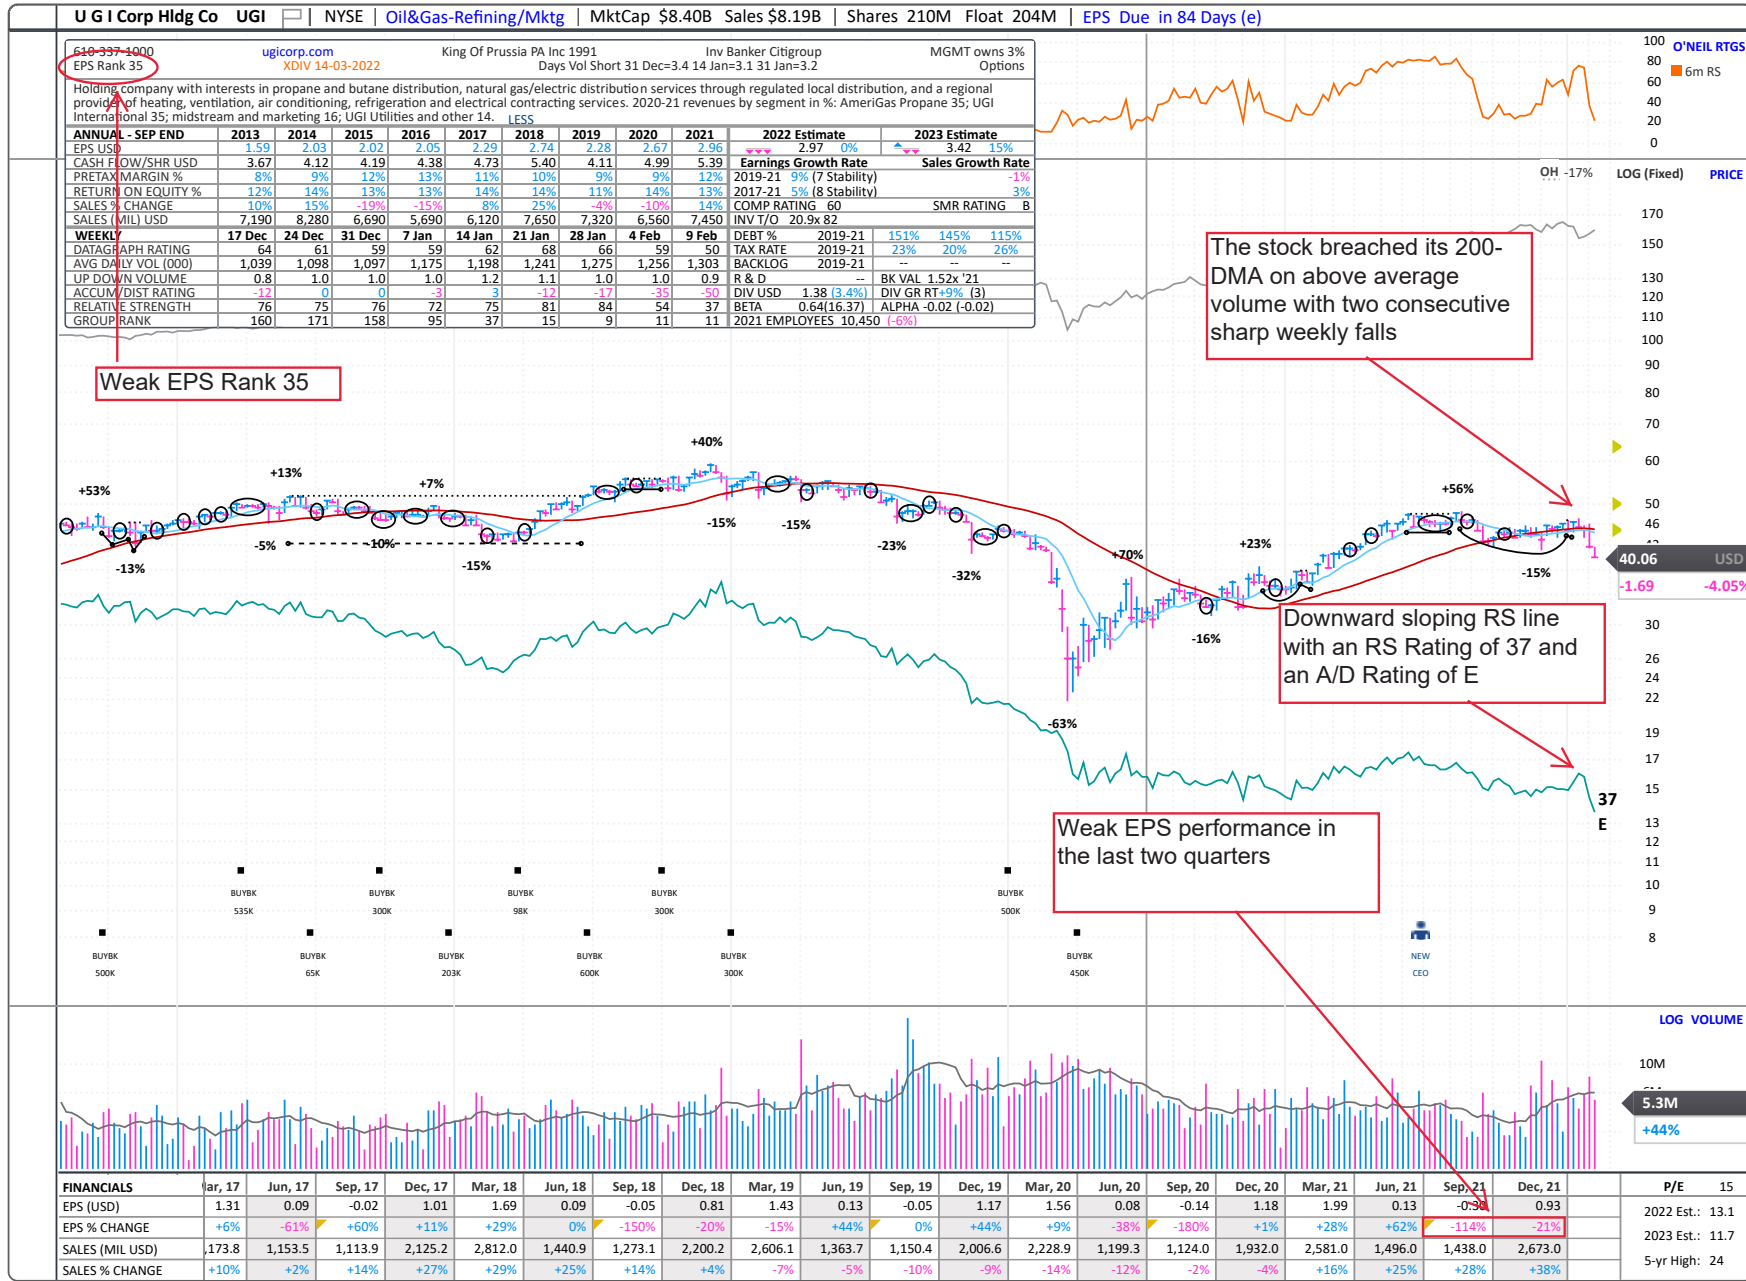 U G I Corp Hldg Co UGI NYSE Oil&Gas-Refining/Mktg MktCap $8.40B Sales $8.19B Shares 210M Float 204M EPS Due in 84 Days (e)
610-337-1000 ugicorp.com King Of Prussia PA Inc 1991 Inv Banker Citigroup MGMT owns 3%
EPS Rank 35 XDIV 14-03-2022 Days Vol Short 31 Dec=3.4 14 Jan=3.1 31 Jan=3.2 Options
Holding company with interests in propane and butane distribution, natural gas/electric distribution services through regulated local distribution, and a regional
provider of heating, ventilation, air conditioning, refrigeration and electrical contracting services. 2020-21 revenues by segment in %: AmeriGas Propane 35; UGI
International 35; midstream and marketing 16; UGI Utilities and other 14. LESS
ANNUAL - SEP END 2013 2014 2015 2016 2017 2018 2019 2020 2021 2022 Estimate 2023 Estimate
EPS USD 1.59 2.03 2.02 2.05 2.29 2.74 2.28 2.67 2.96 2.97 0% 3.42 15%
CASH FLOW/SHR USD 3.67 4.12 4.19 4.38 4.73 5.40 4.11 4.99 5.39 Earnings Growth Rate Sales Growth Rate
PRETAX MARGIN % 8% 9% 12% 13% 11% 10% 9% 9% 12% 2019-21 9% (7 Stability) -1%
RETURN ON EQUITY % 12% 14% 13% 13% 14% 14% 11% 14% 13% 2017-21 5% (8 Stability) 3%
SALES % CHANGE 10% 15% -19% -15% 8% 25% -4% -10% 14% COMP RATING 60 SMR RATING B
SALES (MIL) USD 7,190 8,280 6,690 5,690 6,120 7,650 7,320 6,560 7,450 INV T/O 20.9x 82
WEEKLY 17 Dec 24 Dec 31 Dec 7 Jan 14 Jan 21 Jan 28 Jan 4 Feb 9 Feb DEBT % 2019-21 151% 145% 115%
DATAGRAPH RATING 64 61 59 59 62 68 66 59 50 TAX RATE 2019-21 23% 20% 26%
AVG DAILY VOL (000) 1,039 1,098 1,097 1,175 1,198 1,241 1,275 1,256 1,303 BACKLOG 2019-21 -- -- --
UP DOWN VOLUME 0.8 1.0 1.0 1.0 1.2 1.1 1.0 1.0 0.9 R & D -- BK VAL 1.52x '21
ACCUM/DIST RATING -12 0 0 -3 3 -12 -17 -35 -50 DIV USD 1.38 (3.4%) DIV GR RT+9% (3)
RELATIVE STRENGTH 76 75 76 72 75 81 84 54 37 BETA 0.64(16.37) ALPHA -0.02 (-0.02)
GROUP RANK 160 171 158 95 37 15 9 11 11 2021 EMPLOYEES 10,450 (-6%)
100
80
60
40
20
0
O'NEIL RTGS
6m RS
OH -17% LOG (Fixed) PRICE
170
150
130
120
110
100
90
80
70
60
50
46
40.06 USD
-1.69 -4.05%
30
26
24
22
19
17
15
13
12
11
10
9
8
The stock breached its 200-
DMA on above average
volume with two consecutive
sharp weekly falls
Weak EPS Rank 35
+53%
-13%
+13%
-5%
+7%
-10%
-15%
+40%
-15%
-15%
-23%
-32%
-63%
+70%
-16%
+23%
+56%
-15%
Downward sloping RS line
with an RS Rating of 37 and
an A/D Rating of E
37
E
Weak EPS performance in
the last two quarters
BUYBK BUYBK BUYBK BUYBK BUYBK
535K 300K 98K 300K 500K
BUYBK BUYBK BUYBK BUYBK BUYBK BUYBK NEW
500K 65K 203K 600K 300K 450K CEO
LOG VOLUME
10M
5.3M
+44%
FINANCIALS Mar, 17 Jun, 17 Sep, 17 Dec, 17 Mar, 18 Jun, 18 Sep, 18 Dec, 18 Mar, 19 Jun, 19 Sep, 19 Dec, 19 Mar, 20 Jun, 20 Sep, 20 Dec, 20 Mar, 21 Jun, 21 Sep, 21 Dec, 21 P/E 15
EPS (USD) 1.31 0.09 -0.02 1.01 1.69 0.09 -0.05 0.81 1.43 0.13 -0.05 1.17 1.56 0.08 -0.14 1.18 1.99 0.13 0.93 2022 Est.: 13.1
EPS % CHANGE +6% -61% +60% +11% +29% 0% -150% -20% -15% +44% 0% +44% +9% -38% -180% +1% +28% +62% -114% -21% 2023 Est.: 11.7
SALES (MIL USD) ,173.8 1,153.5 1,113.9 2,125.2 2,812.0 1,440.9 1,273.1 2,200.2 2,606.1 1,363.7 1,150.4 2,006.6 2,228.9 1,199.3 1,124.0 1,932.0 2,581.0 1,496.0 1,438.0 2,673.0
SALES % CHANGE +10% +2% +14% +27% +29% +25% +14% +4% -7% -5% -10% -9% -14% -12% -2% -4% +16% +25% +28% +38% 5-yr High: 24